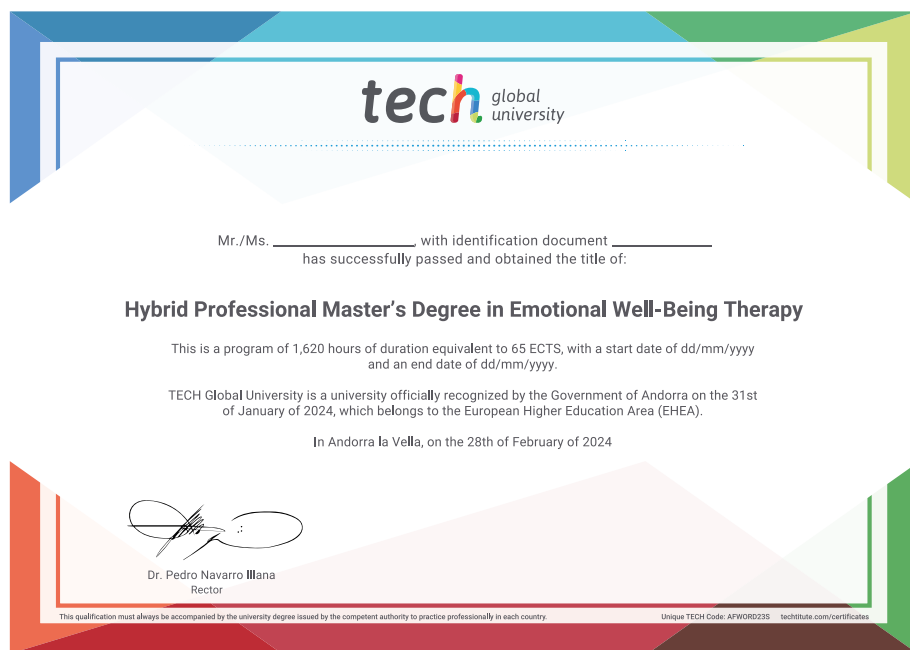 tech global university
Mr./Ms. ____________, with identification document ____________
has successfully passed and obtained the title of:
Hybrid Professional Master's Degree in Emotional Well-Being Therapy
This is a program of 1,620 hours of duration equivalent to 65 ECTS, with a start date of dd/mm/yyyy
and an end date of dd/mm/yyyy.
TECH Global University is a university officially recognized by the Government of Andorra on the 31st
of January of 2024, which belongs to the European Higher Education Area (EHEA).
In Andorra la Vella, on the 28th of February of 2024
Dr. Pedro Navarro Illana
Rector
This qualification must always be accompanied by the university degree issued by the competent authority to practice professionally in each country.
Unique TECH Code: AFWORD23S techtitute.com/certificates